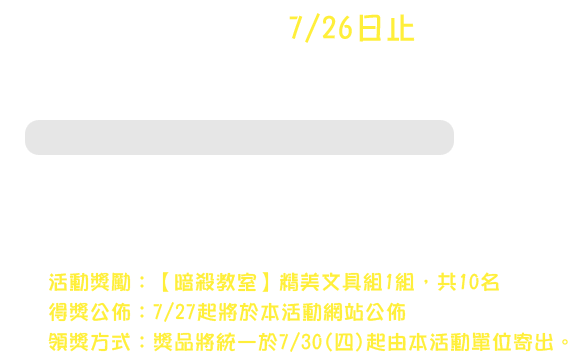 7/26日止
活動獎勵：【暗殺教室】精美文具組1組，共10名
得獎公佈：7/27起將於本活動網站公佈
領獎方式：獎品將統一於7/30(四)起由本活動單位寄出。